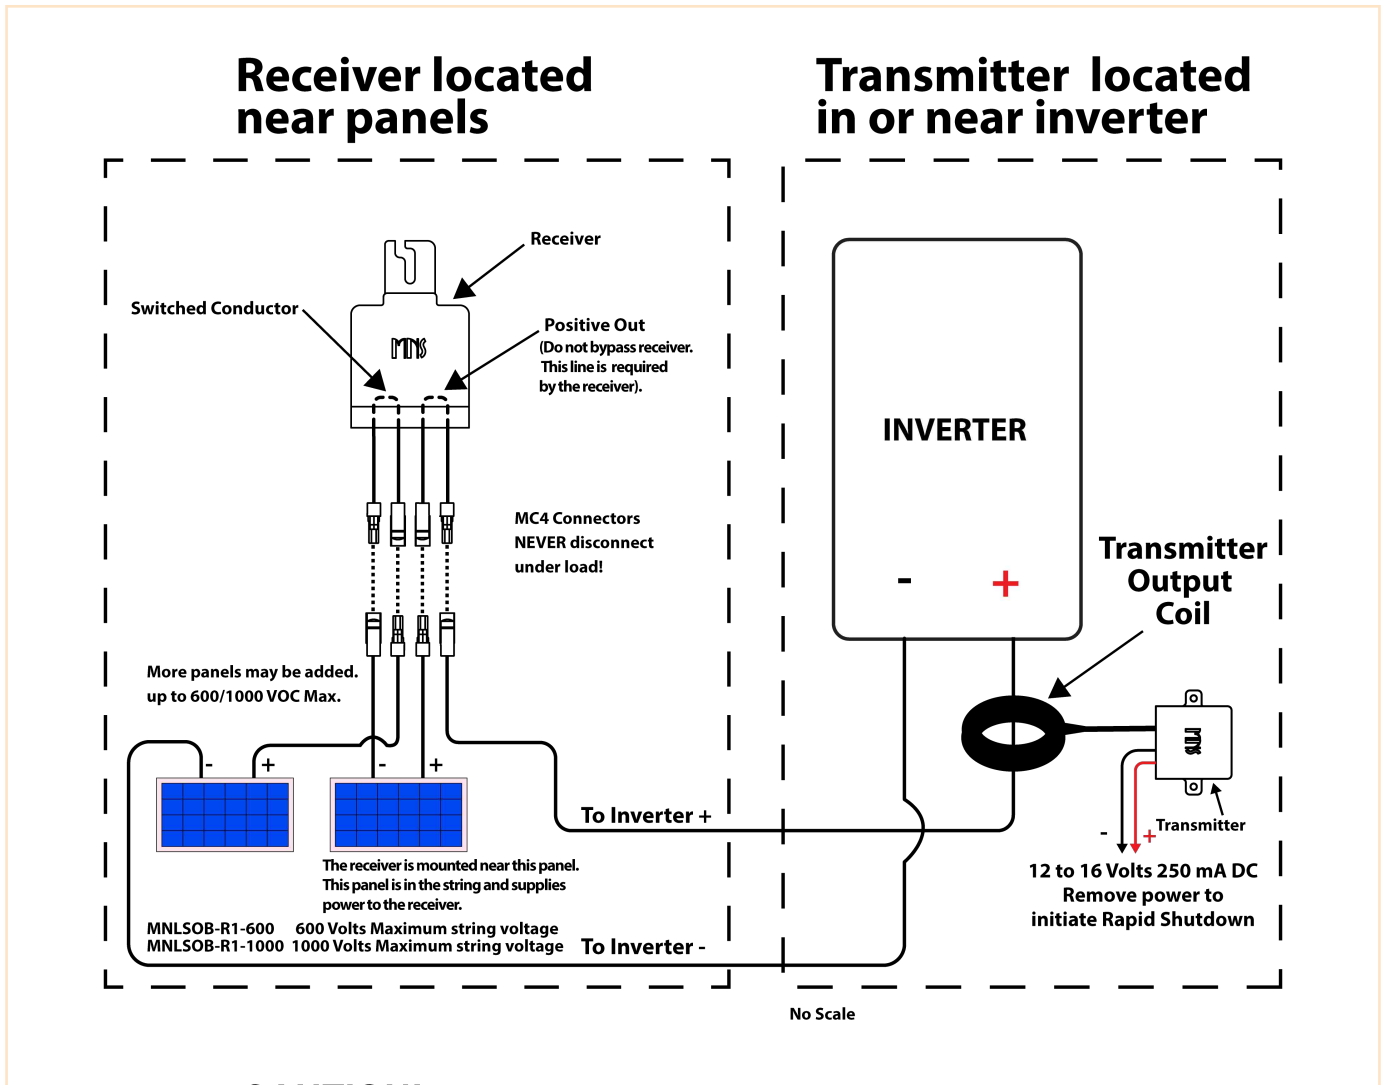 Receiver located
near panels
Transmitter located
in or near inverter
Receiver
Switched Conductor
Positive Out
(Do not bypass receiver.
This line is required
by the receiver).
MNS
INVERTER
MC4 Connectors
NEVER disconnect
under load!
- +
Transmitter
Output
Coil
More panels may be added.
up to 600/1000 VOC Max.
- + - +
MNS
To Inverter +
Transmitter
- +
The receiver is mounted near this panel.
This panel is in the string and supplies
power to the receiver.
12 to 16 Volts 250 mA DC
Remove power to
initiate Rapid Shutdown
MNLSOB-R1-600 600 Volts Maximum string voltage
MNLSOB-R1-1000 1000 Volts Maximum string voltage
To Inverter -
No Scale